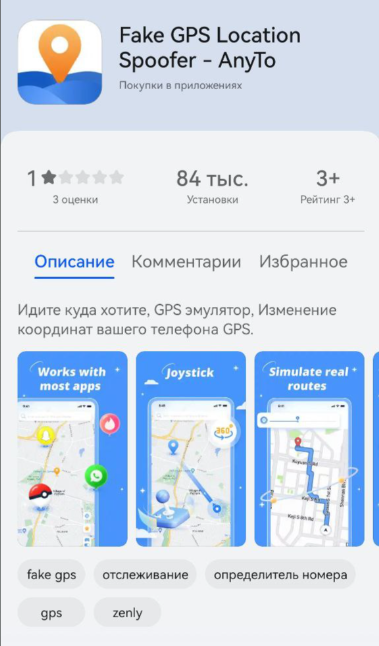 Fake GPS Location
Spoofer - AnyTo
Покупки в приложениях
1
84 тыс.
3+
3 оценки
Установки
Рейтинг 3+
Описание
Комментарии
Избранное
Идите куда хотите, GPS эмулятор, Изменение
координат вашего телефона GPS.
Works with
most apps
Joystick
360°
Simulate real
routes
fake gps
отслеживание
определитель номера
gps
zenly